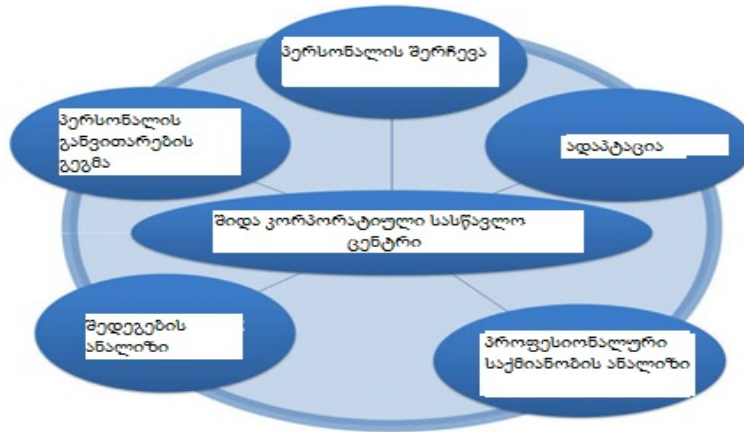 პერსონალის შერჩევა
პერსონალის
განვითარების
გეგმა
ადაპტაცია
შიდა კორპორატიული სასწავლო
ცენტრი
შედეგების
ანალიზი
პროფესიონალური
საქმიანობის ანალიზი